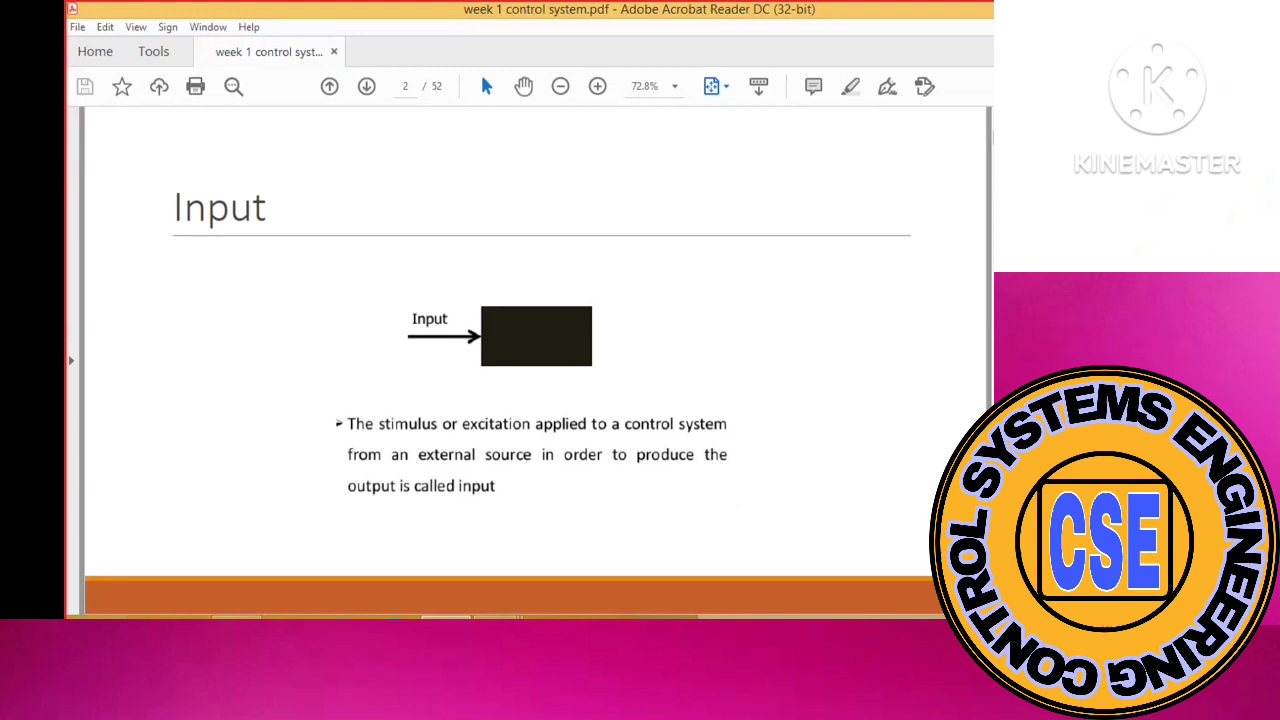 week 1 control system.pdf - Adobe Acrobat Reader DC (32-bit)
File Edit View Sign Window Help
Home Tools week 1 control syst... ×
2 / 52 72.8%
K
KINEMASTER
Input
Input
➢ The stimulus or excitation applied to a control system
from an external source in order to produce the
output is called input
CONTROL SYSTEMS ENGINEERING
CSE